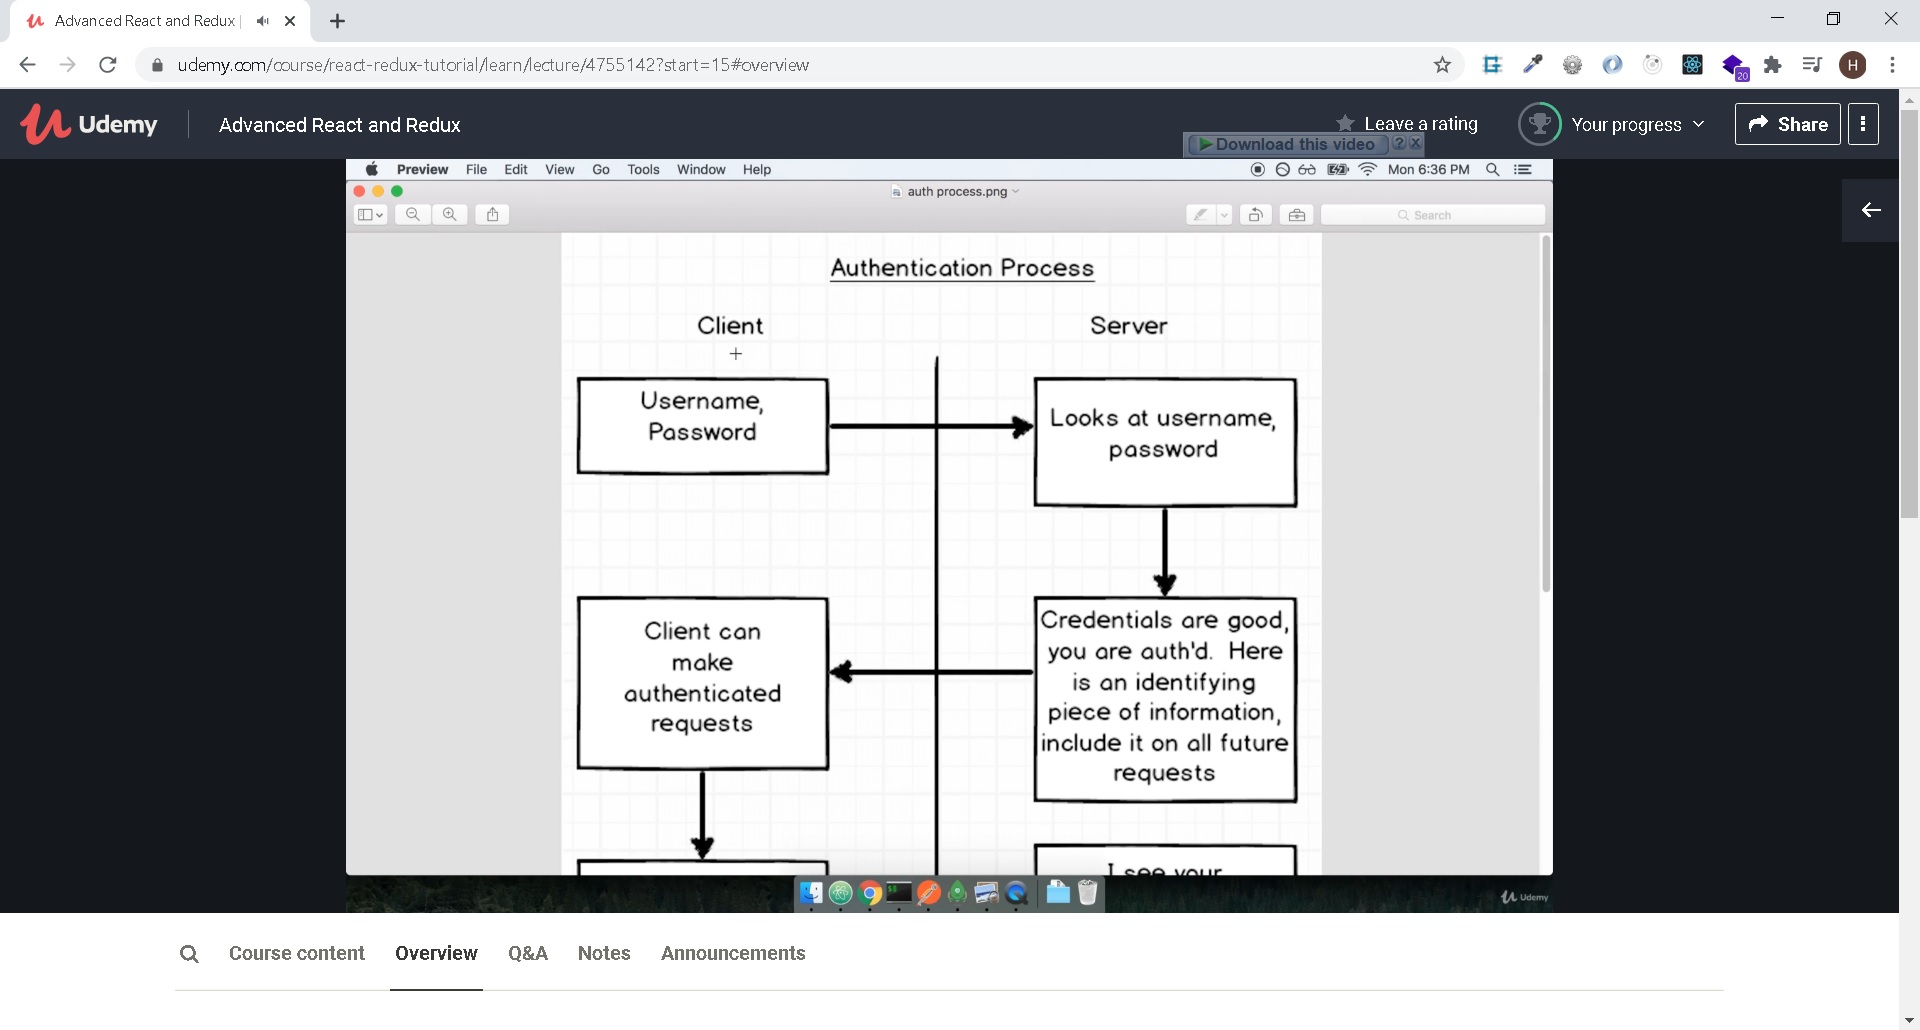 Advanced React and Redux
udemy.com/course/react-redux-tutorial/learn/lecture/4755142?start=15#overview
20
H
Udemy
Advanced React and Redux
Leave a rating
Your progress
Share
Download this video
Preview File Edit View Go Tools Window Help
Mon 6:36 PM
auth process.png
Search
Authentication Process
Client
Server
Username,
Password
Looks at username,
password
Client can
make
authenticated
requests
Credentials are good,
you are auth'd. Here
is an identifying
piece of information,
include it on all future
requests
I see your
Udemy
Course content
Overview
Q&A
Notes
Announcements